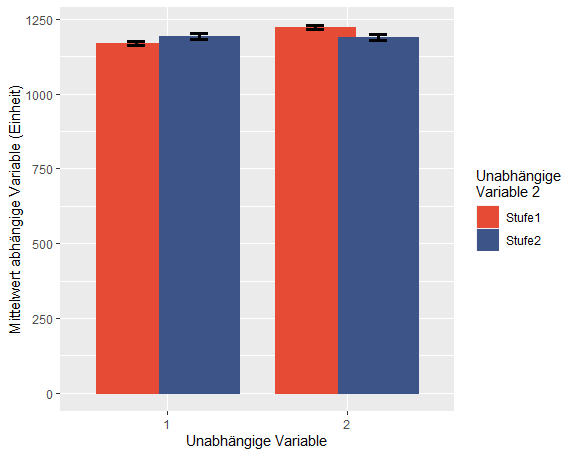 1250
1000
750
500
250
0
Mittelwert abhängige Variable (Einheit)
1
2
Unabhängige Variable
Unabhängige
Variable 2
Stufe1
Stufe2